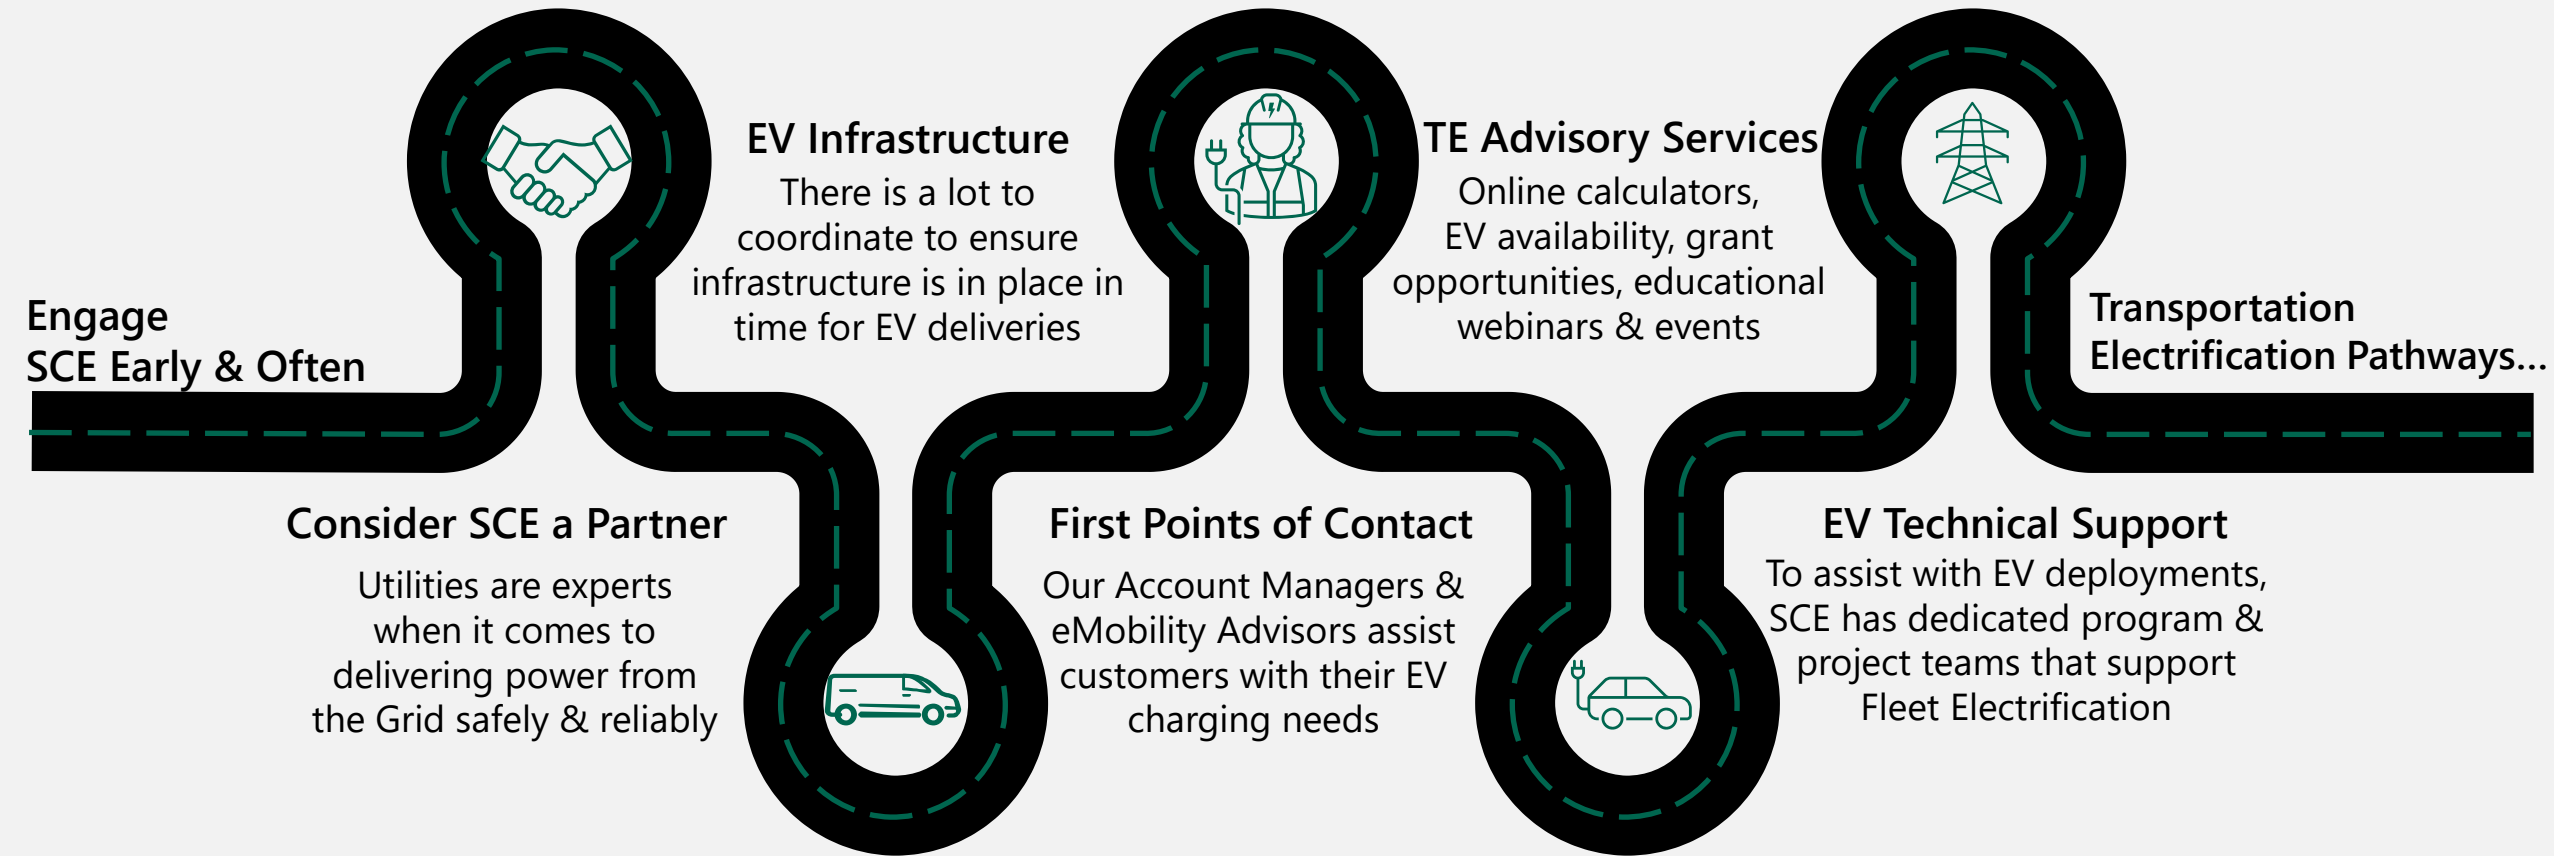 Engage
SCE Early & Often
Consider SCE a Partner
Utilities are experts
when it comes to
delivering power from
the Grid safely & reliably
EV Infrastructure
There is a lot to
coordinate to ensure
infrastructure is in place in
time for EV deliveries
First Points of Contact
Our Account Managers &
eMobility Advisors assist
customers with their EV
charging needs
TE Advisory Services
Online calculators,
EV availability, grant
opportunities, educational
webinars & events
EV Technical Support
To assist with EV deployments,
SCE has dedicated program &
project teams that support
Fleet Electrification
Transportation
Electrification Pathways...